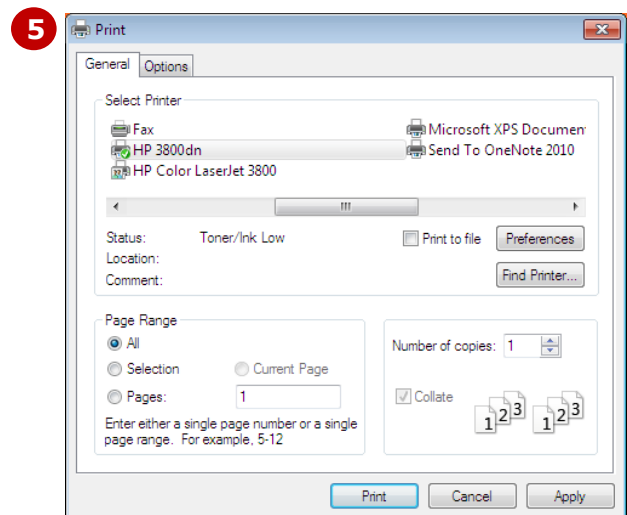 5
Print
General Options
Select Printer
Fax Microsoft XPS Documen
HP 3800dn Send To OneNote 2010
HP Color LaserJet 3800
Status: Toner/Ink Low Print to file Preferences
Location:
Comment: Find Printer...
Page Range
All
Number of copies: 1
Selection Current Page
Pages: 1
Collate
1 2 3 1 2 3
Enter either a single page number or a single
page range. For example, 5-12
Print Cancel Apply